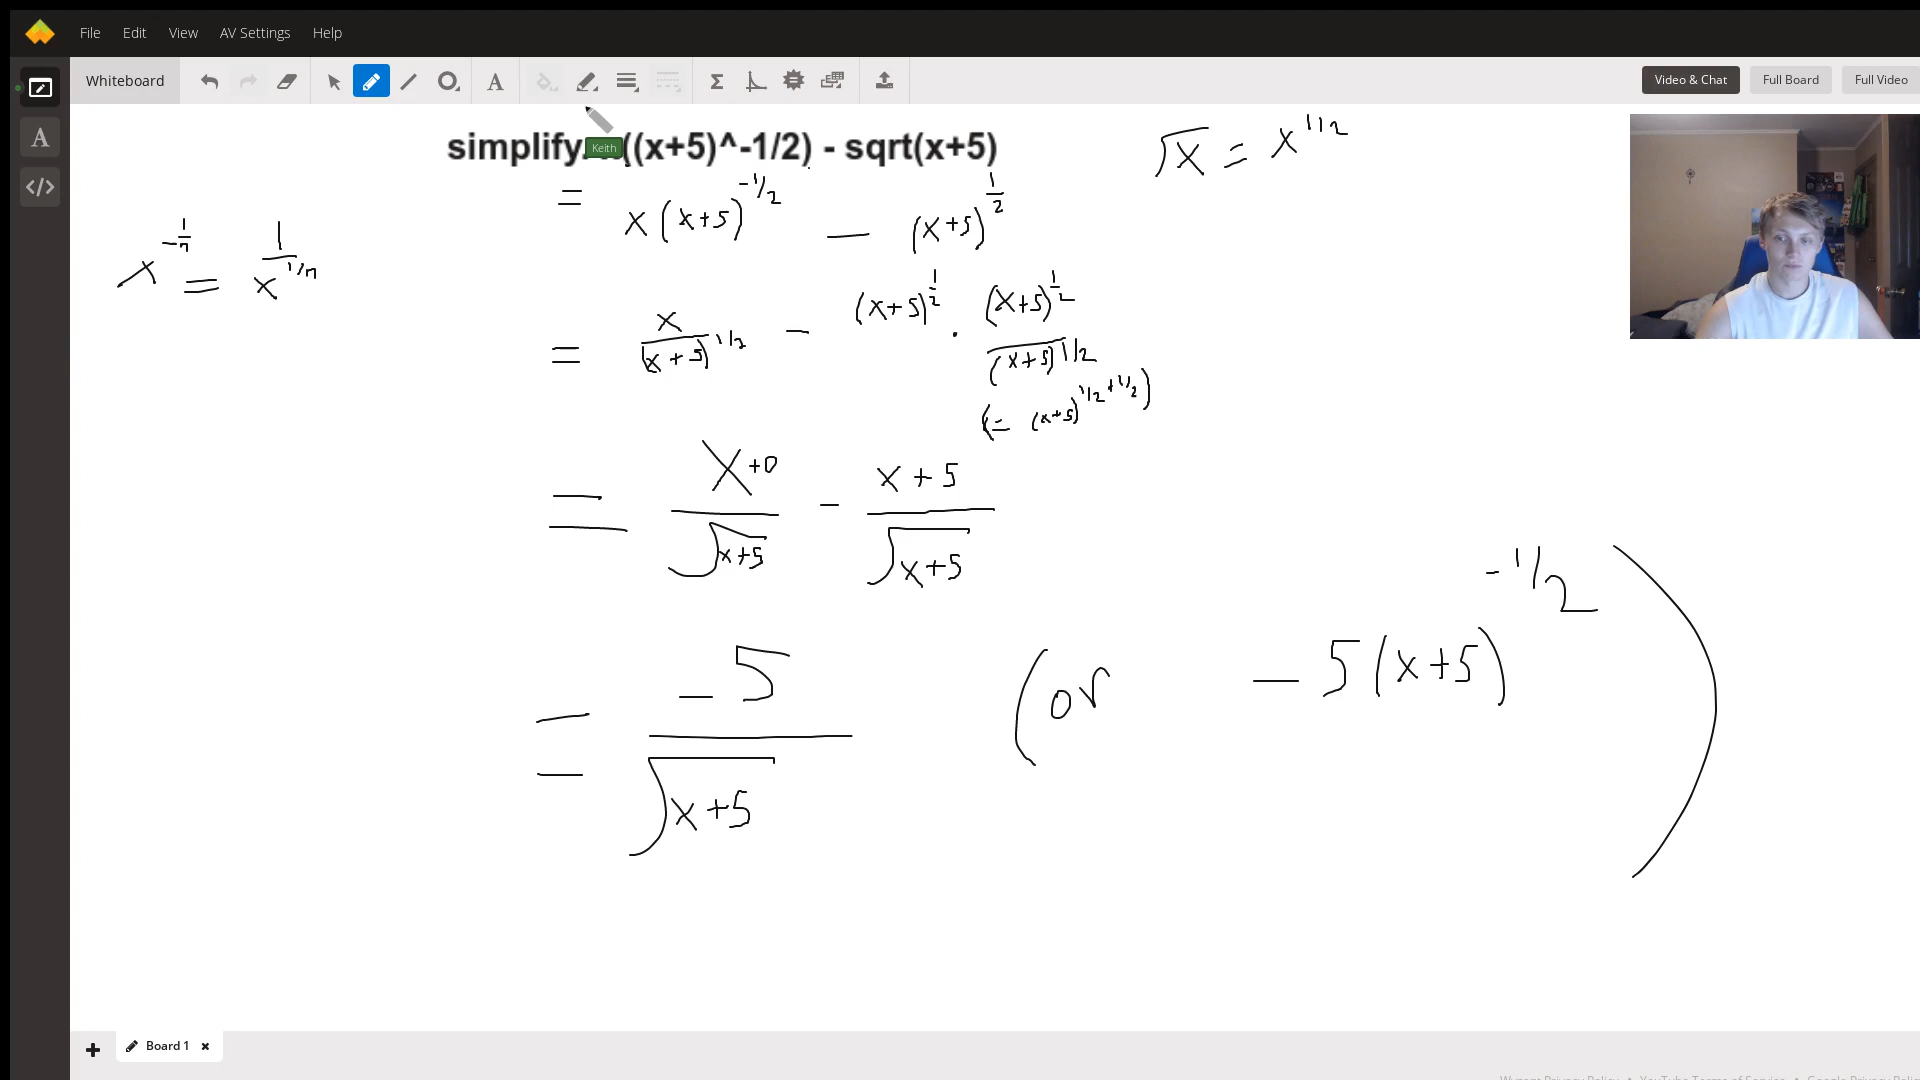 File Edit View AV Settings Help
Whiteboard A Σ Video & Chat Full Board Full Video
A
simplify ((x+5)^-1/2) - sqrt(x+5)
Keith
√x = x^1/2
= x(x+5)^-1/2 — (x+5)^1/2
x^-1/n = 1/x^1/n
= x/(x+5)^1/2 - (x+5)^1/2 · (x+5)^1/2/(x+5)^1/2
(= (x+5)^1/2+1/2)
= x+0/√x+5 - x+5/√x+5
= -5/√x+5 (or -5(x+5)^-1/2)
Board 1